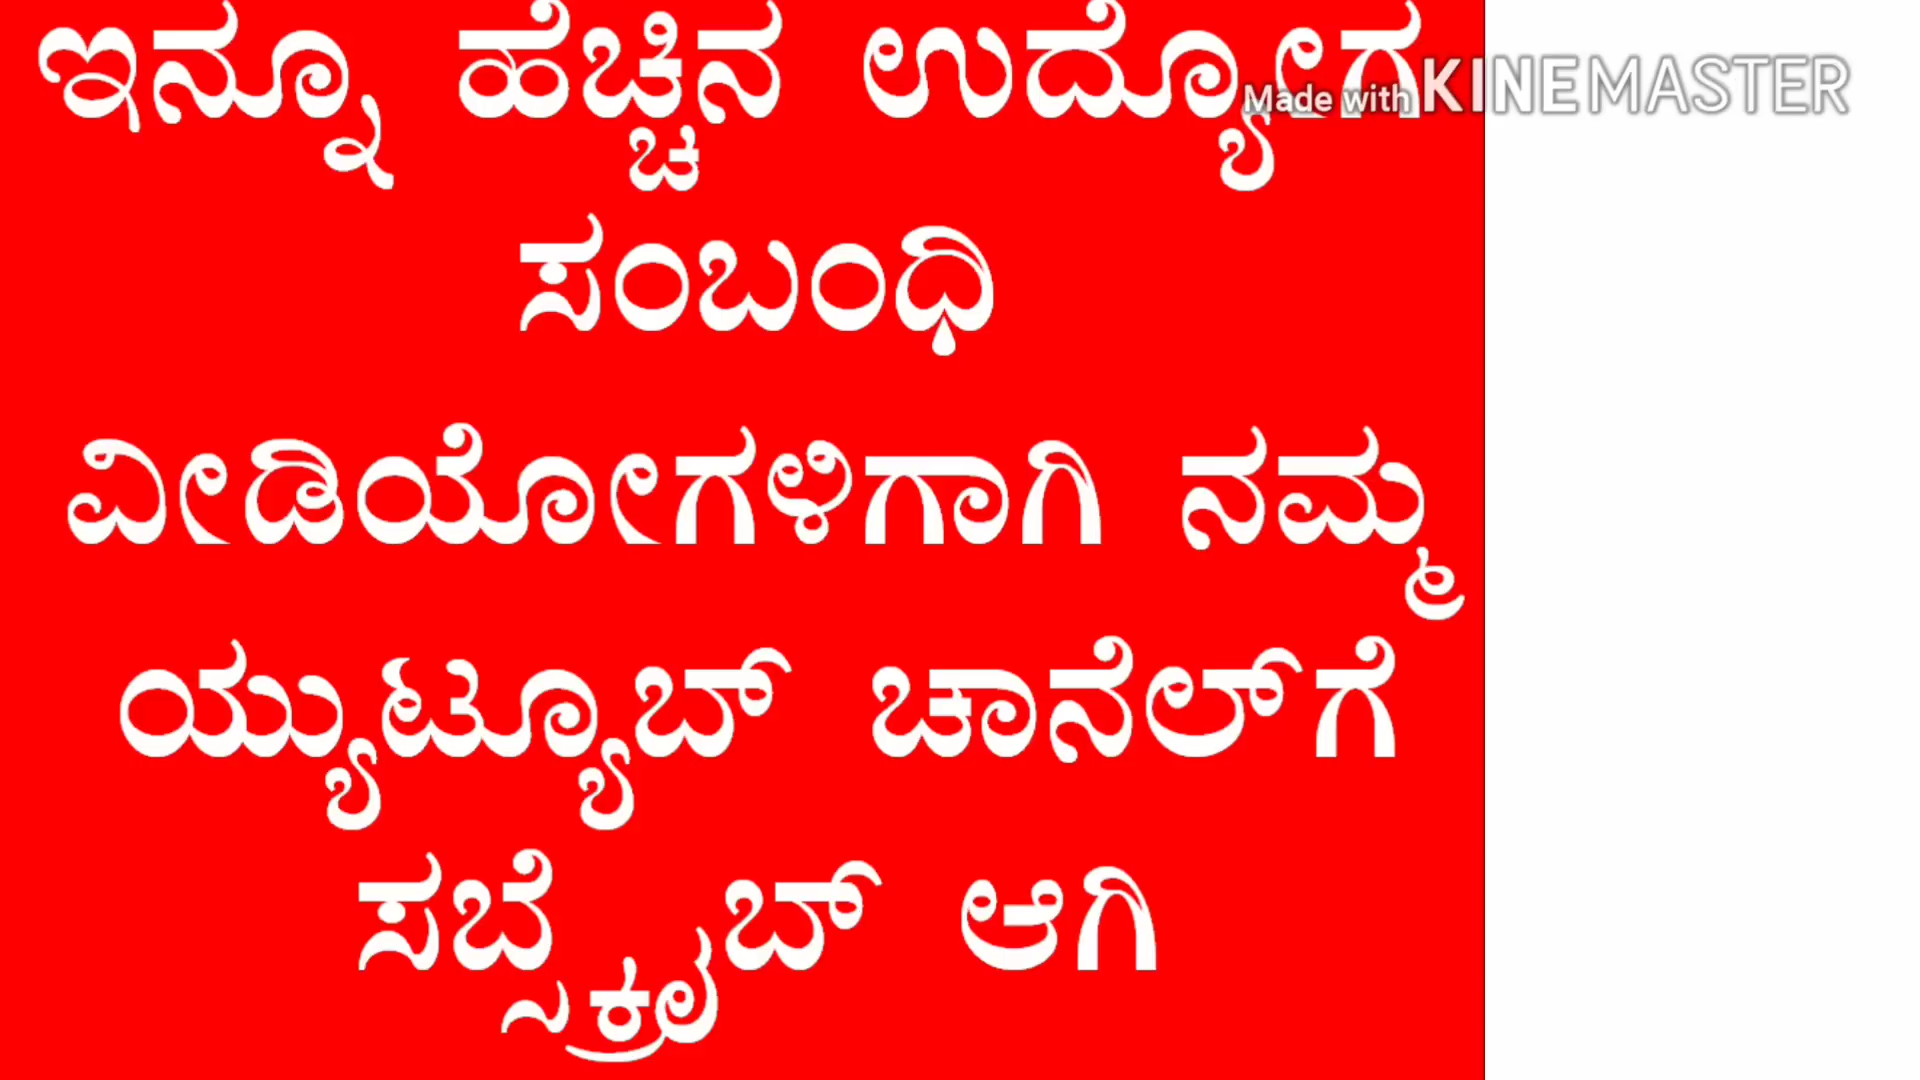 ಇನ್ನೂ ಹೆಚ್ಚಿನ ಉದ್ಯೋಗ
Made with KINEMASTER
ಸಂಬಂಧಿ
ವೀಡಿಯೋಗಳಿಗಾಗಿ ನಮ್ಮ
ಯ್ಯುಟ್ಯೂಬ್ ಚಾನೆಲ್‌ಗೆ
ಸಬ್ಸ್ಕ್ರೈಬ್ ಆಗಿ